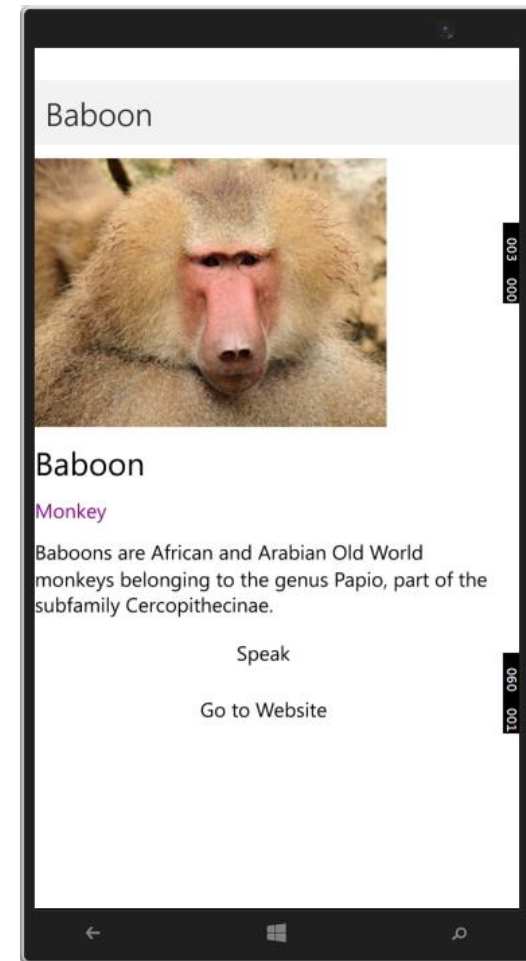 Baboon
003 000
Baboon
Monkey
Baboons are African and Arabian Old World
monkeys belonging to the genus Papio, part of the
subfamily Cercopithecinae.
Speak
060 001
Go to Website